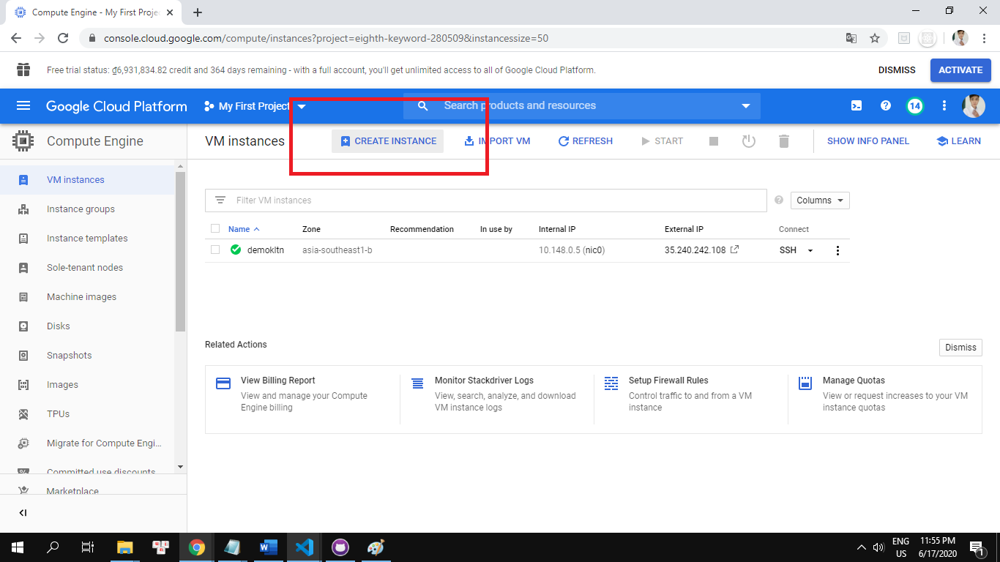 Compute Engine - My First Proje
console.cloud.google.com/compute/instances?project=eighth-keyword-280509&instancessize=50
Free trial status: ₫6,931,834.82 credit and 364 days remaining - with a full account, you'll get unlimited access to all of Google Cloud Platform.
DISMISS
ACTIVATE
Google Cloud Platform
My First Project
Search products and resources
14
Compute Engine
VM instances
CREATE INSTANCE
IMPORT VM
REFRESH
START
SHOW INFO PANEL
LEARN
VM instances
Instance groups
Instance templates
Sole-tenant nodes
Machine images
Disks
Snapshots
Images
TPUs
Migrate for Compute Engi...
Committed use discounts
Marketplace
Filter VM instances
Columns
Name Zone Recommendation In use by Internal IP External IP Connect
demokltn asia-southeast1-b 10.148.0.5 (nic0) 35.240.242.108 SSH
Related Actions
Dismiss
View Billing Report
View and manage your Compute
Engine billing
Monitor Stackdriver Logs
View, search, analyze, and download
VM instance logs
Setup Firewall Rules
Control traffic to and from a VM
instance
Manage Quotas
View or request increases to your VM
instance quotas
ENG
US
11:55 PM
6/17/2020
1